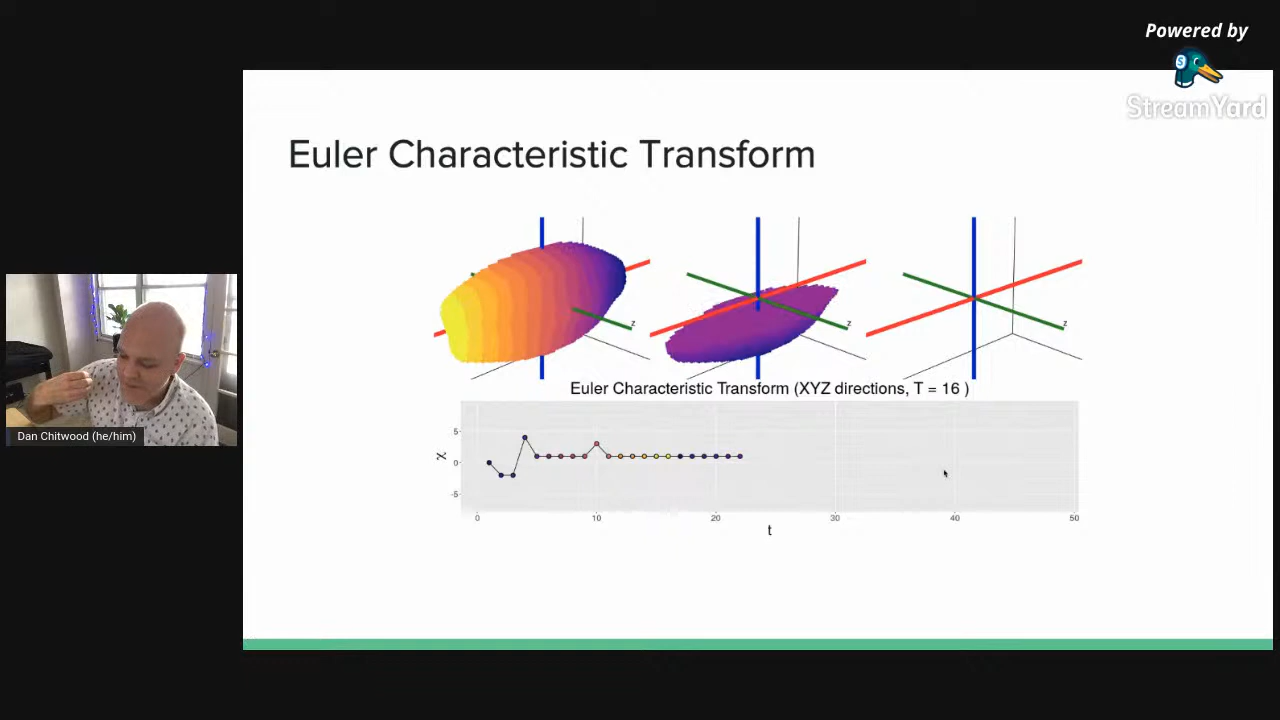 Powered by
S
StreamYard
Euler Characteristic Transform
z
z
z
Euler Characteristic Transform (XYZ directions, T = 16 )
5
0
-5
χ
0
10
20
30
40
50
t
Dan Chitwood (he/him)